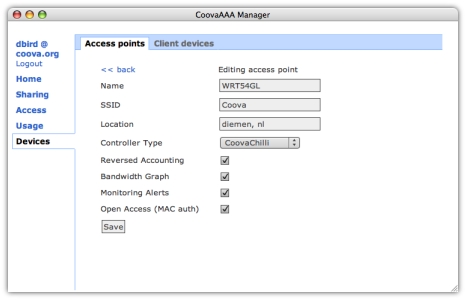 CoovaAAA Manager
dbird @
coova.org
Logout
Home
Sharing
Access
Usage
Devices
Access points Client devices
<< back Editing access point
Name WRT54GL
SSID Coova
Location diemen, nl
Controller Type CoovaChilli
Reversed Accounting
Bandwidth Graph
Monitoring Alerts
Open Access (MAC auth)
Save